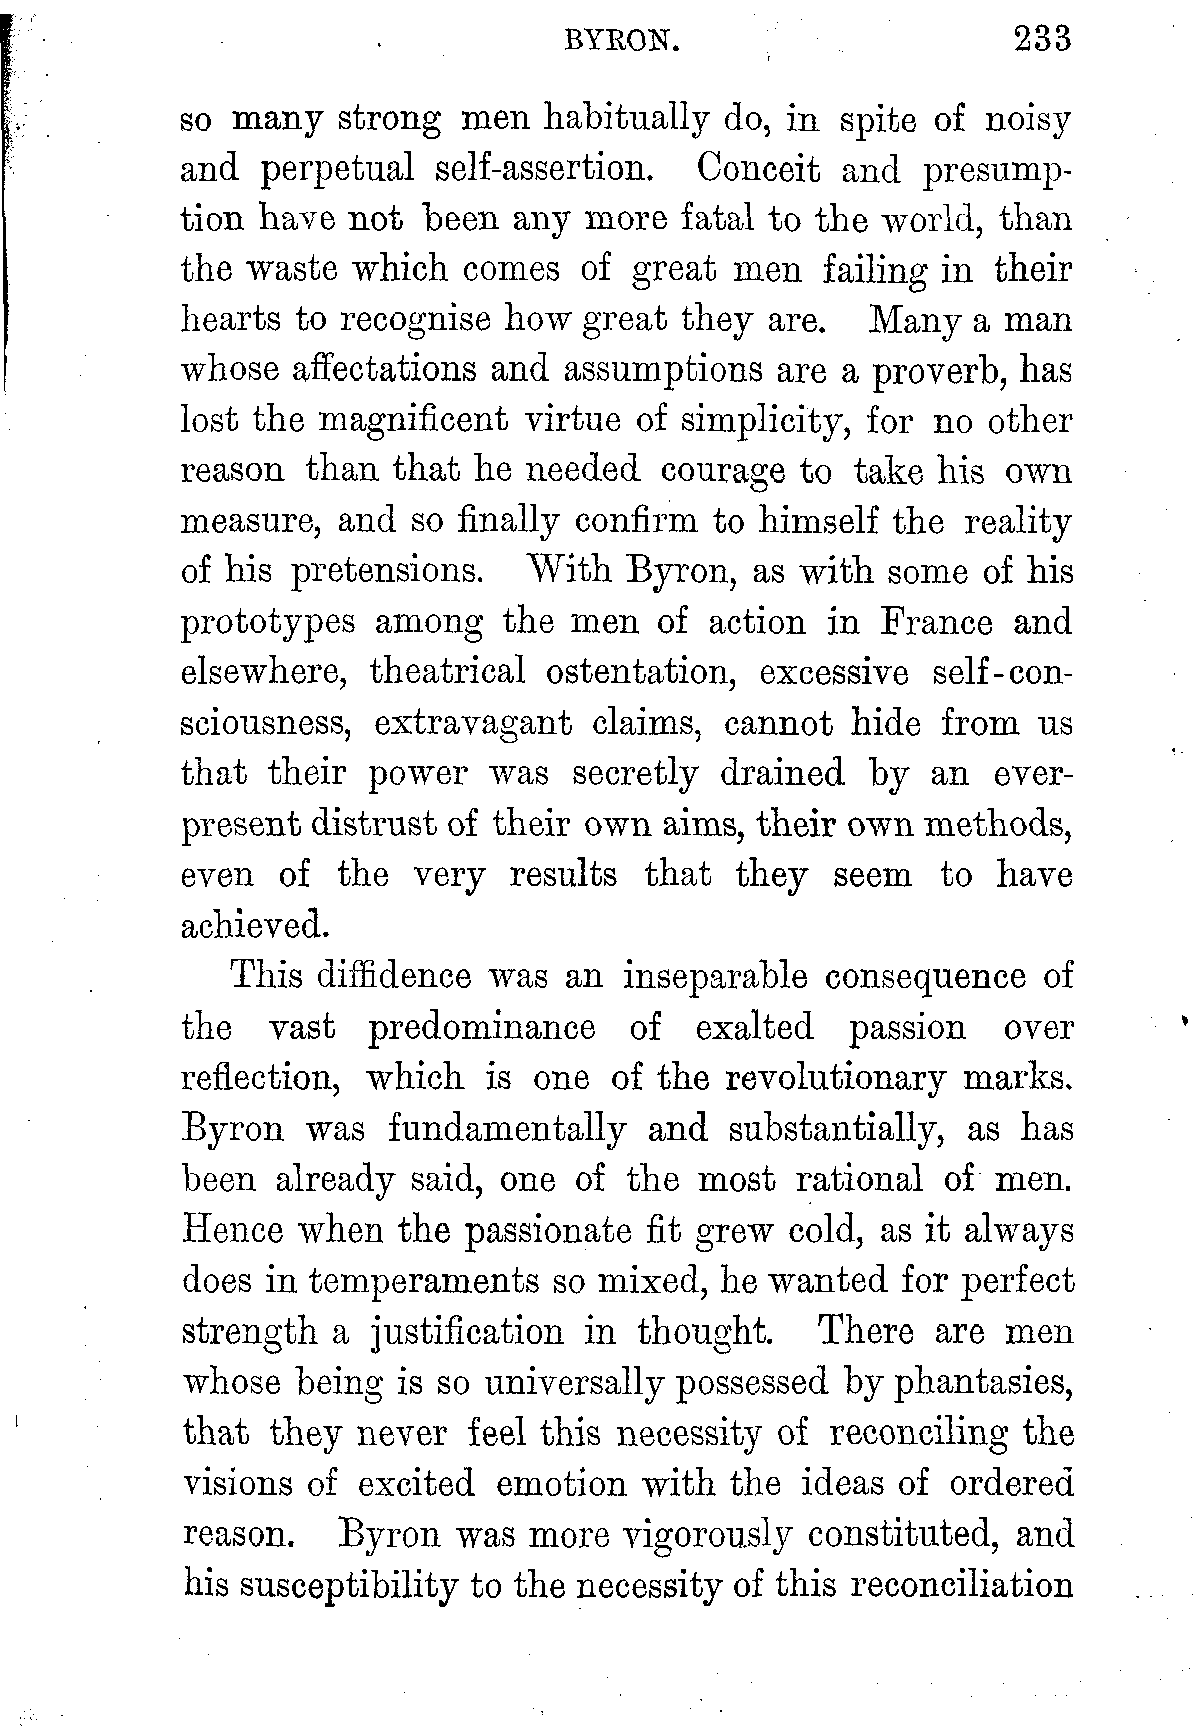 BYRON. 233
so many strong men habitually do, in spite of noisy
and perpetual self-assertion. Conceit and presump-
tion have not been any more fatal to the world, than
the waste which comes of great men failing in their
hearts to recognise how great they are. Many a man
whose affectations and assumptions are a proverb, has
lost the magnificent virtue of simplicity, for no other
reason than that he needed courage to take his own
measure, and so finally confirm to himself the reality
of his pretensions. With Byron, as with some of his
prototypes among the men of action in France and
elsewhere, theatrical ostentation, excessive self-con-
sciousness, extravagant claims, cannot hide from us
that their power was secretly drained by an ever-
present distrust of their own aims, their own methods,
even of the very results that they seem to have
achieved.
This diffidence was an inseparable consequence of
the vast predominance of exalted passion over
reflection, which is one of the revolutionary marks.
Byron was fundamentally and substantially, as has
been already said, one of the most rational of men.
Hence when the passionate fit grew cold, as it always
does in temperaments so mixed, he wanted for perfect
strength a justification in thought. There are men
whose being is so universally possessed by phantasies,
that they never feel this necessity of reconciling the
visions of excited emotion with the ideas of ordered
reason. Byron was more vigorously constituted, and
his susceptibility to the necessity of this reconciliation